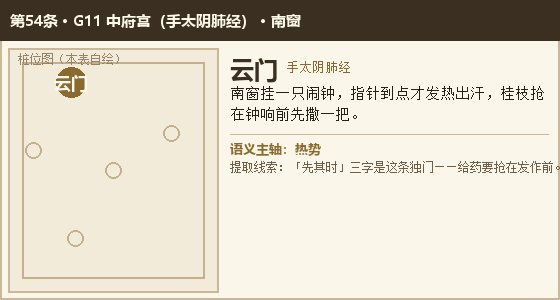 第54条·G11 中府宫（手太阴肺经）·南窗
桩位图（本表自绘）
云门
云门 手太阴肺经
南窗挂一只闹钟，指针到点才发热出汗，桂枝抢
在钟响前先撒一把。
语义主轴：热势
提取线索：「先其时」三字是这条独门——给药要抢在发作前。